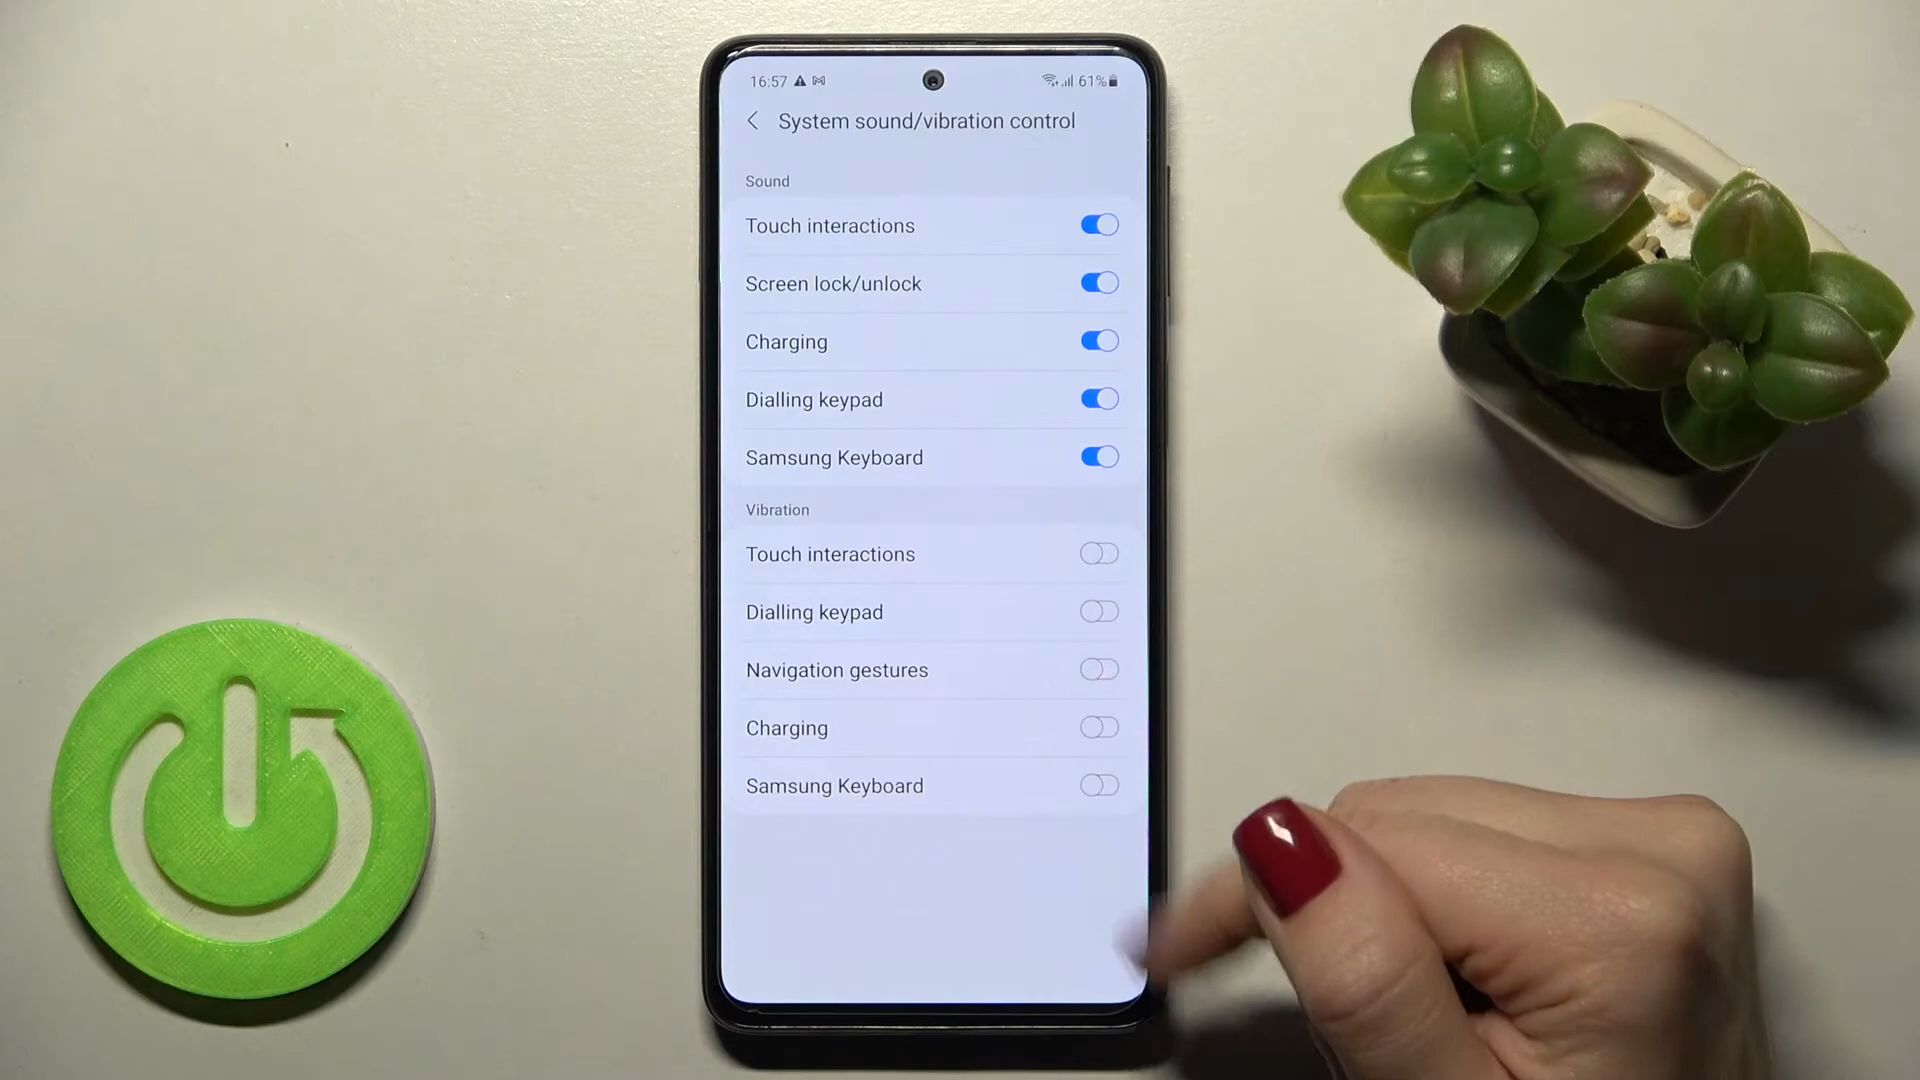 16:57
61%
System sound/vibration control
Sound
Touch interactions
Screen lock/unlock
Charging
Dialling keypad
Samsung Keyboard
Vibration
Touch interactions
Dialling keypad
Navigation gestures
Charging
Samsung Keyboard